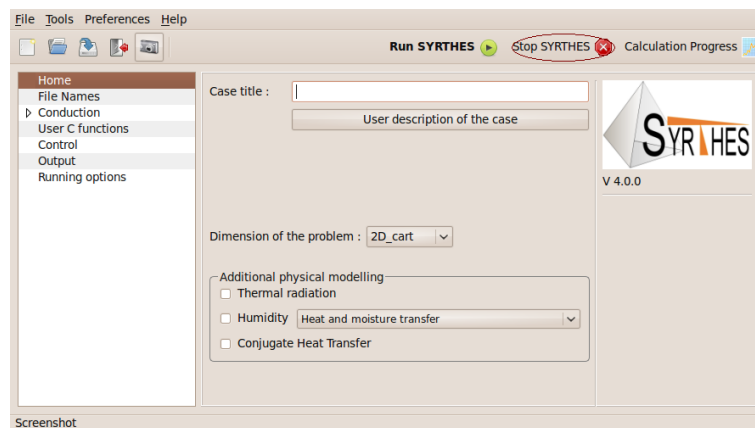 File Tools Preferences Help
Run SYRTHES Stop SYRTHES Calculation Progress
Home
File Names
Conduction
User C functions
Control
Output
Running options
Case title :
User description of the case
Dimension of the problem : 2D_cart
Additional physical modelling
Thermal radiation
Humidity Heat and moisture transfer
Conjugate Heat Transfer
SYRTHES
V 4.0.0
Screenshot